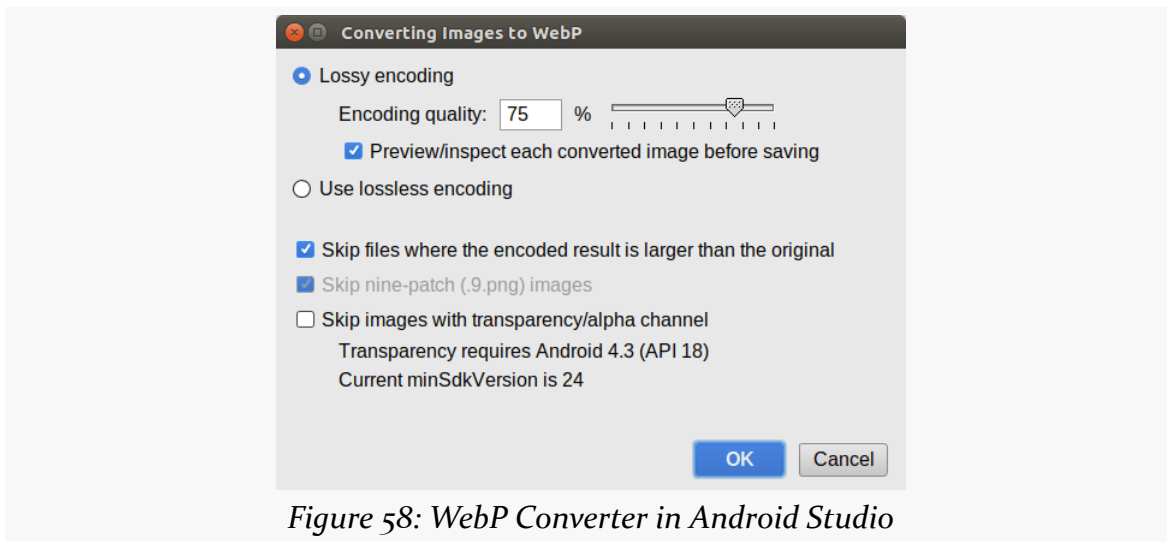 Converting Images to WebP
Lossy encoding
Encoding quality: 75 %
Preview/inspect each converted image before saving
Use lossless encoding
Skip files where the encoded result is larger than the original
Skip nine-patch (.9.png) images
Skip images with transparency/alpha channel
Transparency requires Android 4.3 (API 18)
Current minSdkVersion is 24
OK Cancel
Figure 58: WebP Converter in Android Studio